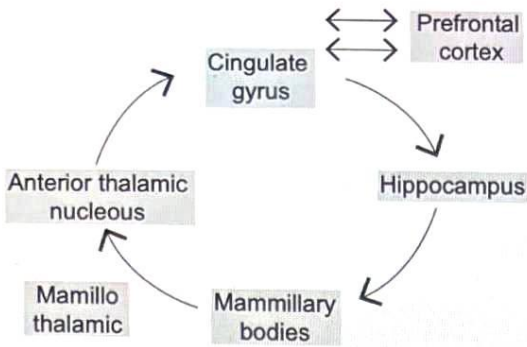 Prefrontal
cortex
Cingulate
gyrus
Hippocampus
Anterior thalamic
nucleous
Mamillo
thalamic
Mammillary
bodies